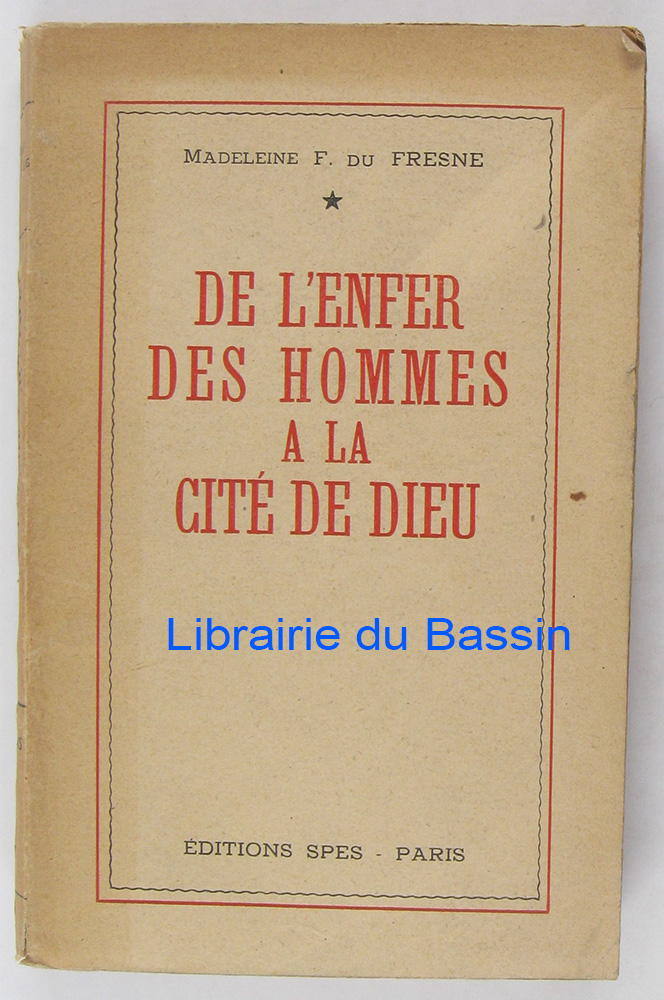 MADELEINE F. DU FRESNE
DE L'ENFER
DES HOMMES
A LA
CITÉ DE DIEU
Librairie du Bassin
ÉDITIONS SPES - PARIS